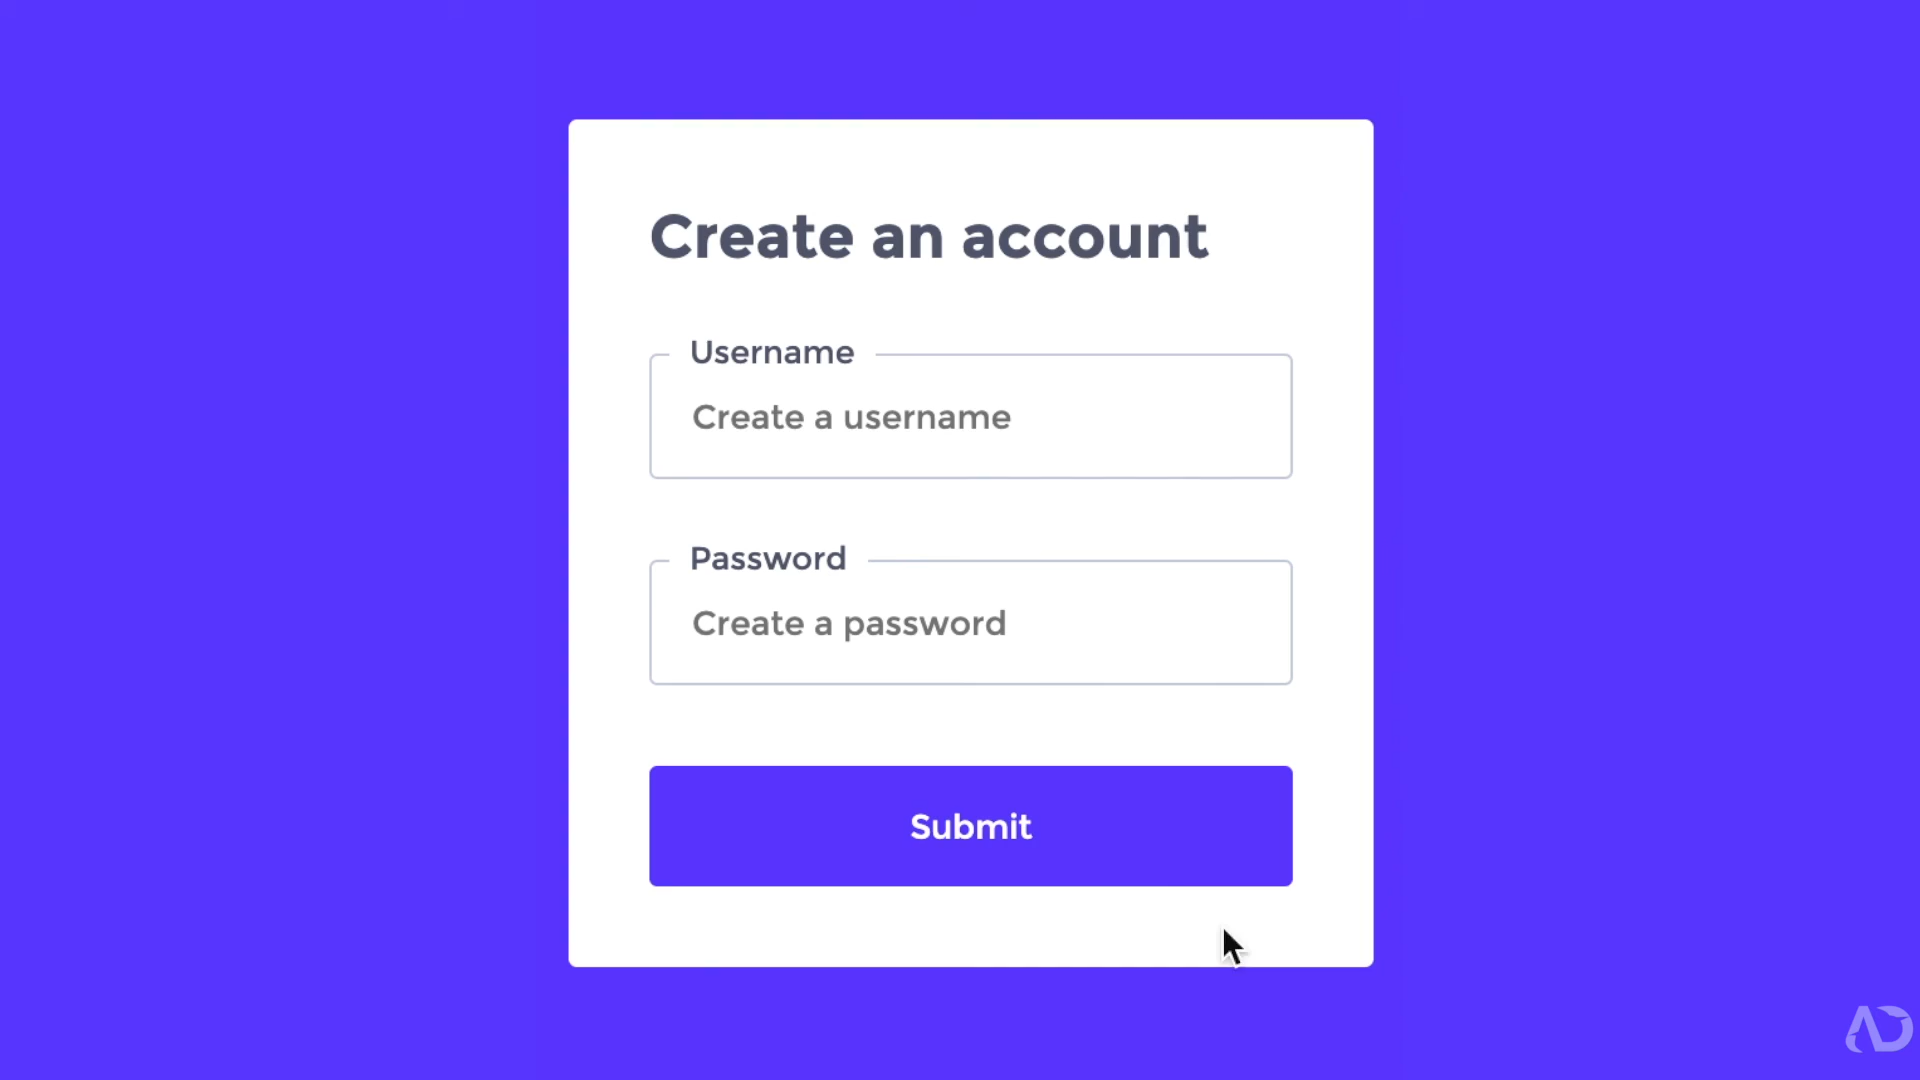 Create an account
Username
Create a username
Password
Create a password
Submit